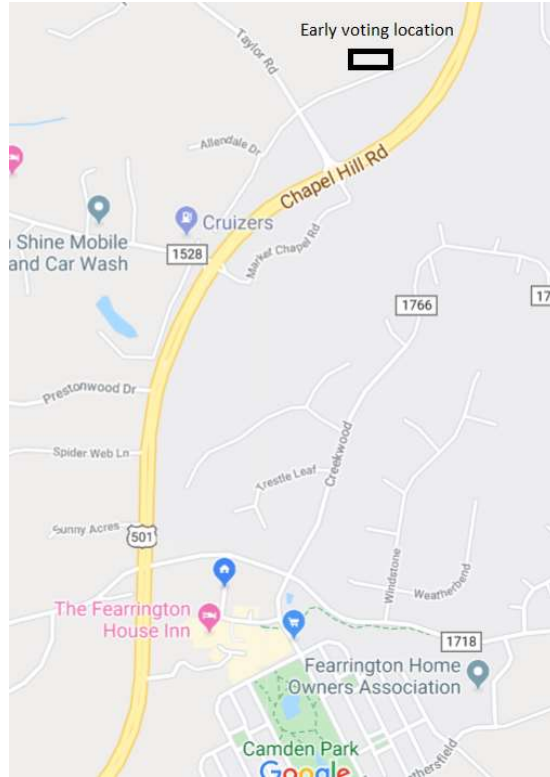 Early voting location
Taylor Rd
Allendale Dr
Chapel Hill Rd
Cruizers
Shine Mobile
and Car Wash
1528
Market Chapel Rd
1766
17
Prestonwood Dr
Creekwood
Spider Web Ln
Trestle Leaf
Sunny Acres
501
Windstone
Weatherbend
The Fearrington
House Inn
1718
Fearrington Home
Owners Association
Camden Park
Google